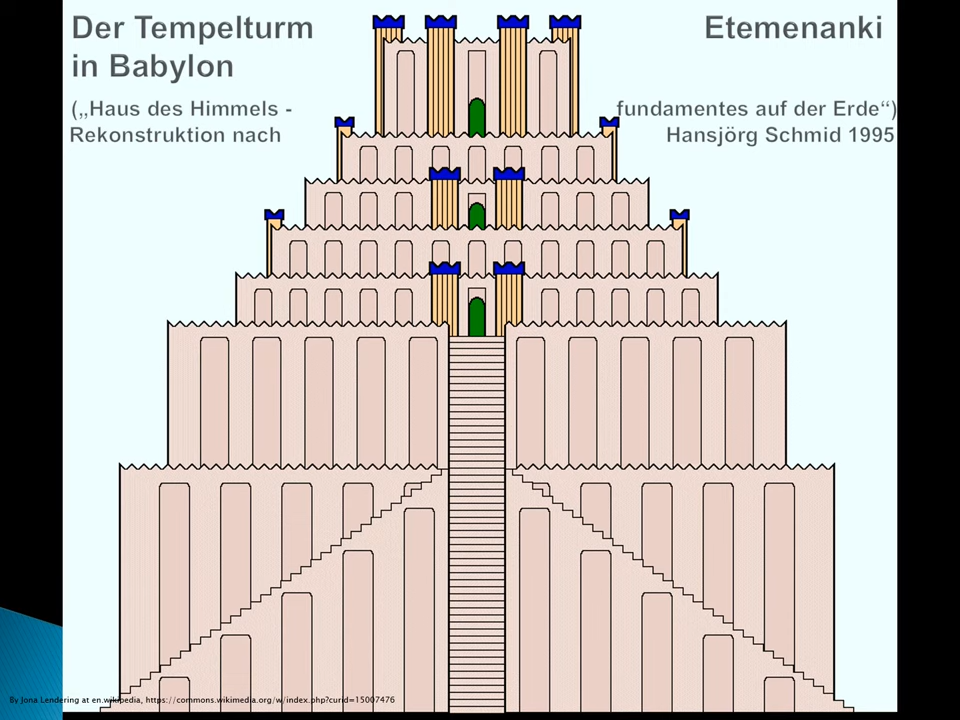 Der Tempelturm
in Babylon
Etemenanki
(„Haus des Himmels -
fundamentes auf der Erde“)
Rekonstruktion nach
Hansjörg Schmid 1995
By Jona Lendering at en.wikipedia, https://commons.wikimedia.org/w/index.php?curid=15007476